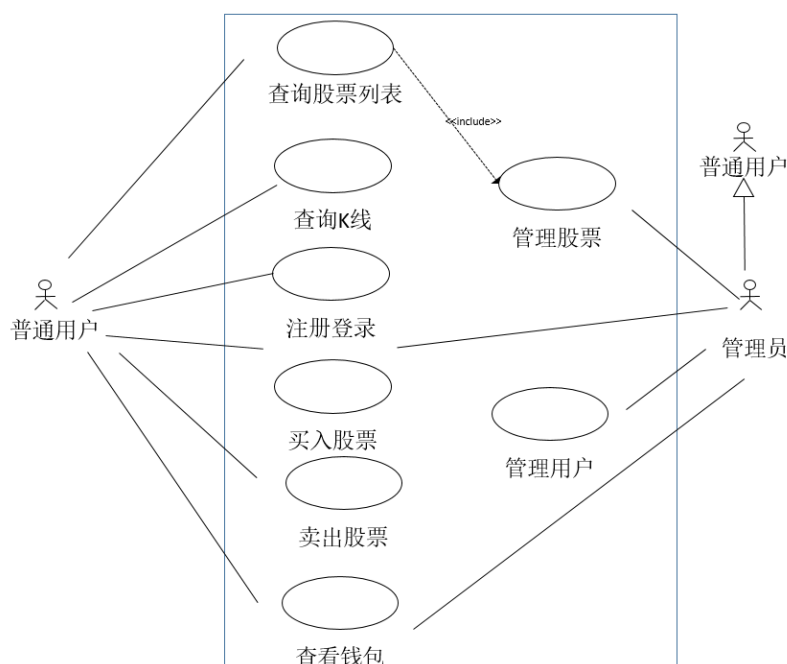 查询股票列表
<<include>>
普通用户
查询K线
管理股票
注册登录
普通用户
管理员
买入股票
管理用户
卖出股票
查看钱包